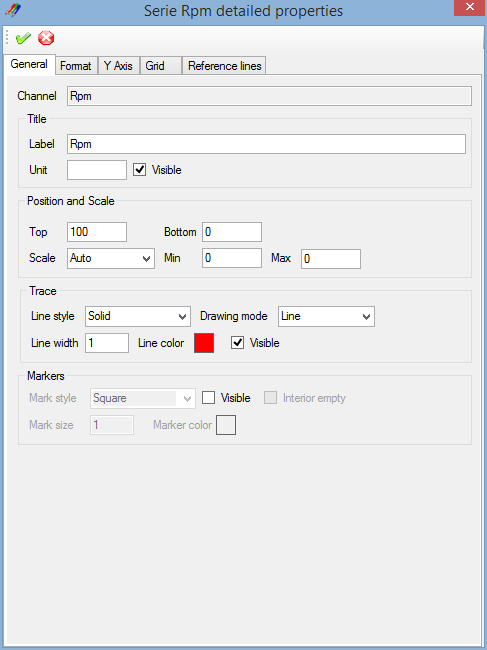 Serie Rpm detailed properties
General Format Y Axis Grid Reference lines
Channel Rpm
Title
Label Rpm
Unit Visible
Position and Scale
Top 100 Bottom 0
Scale Auto Min 0 Max 0
Trace
Line style Solid Drawing mode Line
Line width 1 Line color Visible
Markers
Mark style Square Visible Interior empty
Mark size 1 Marker color